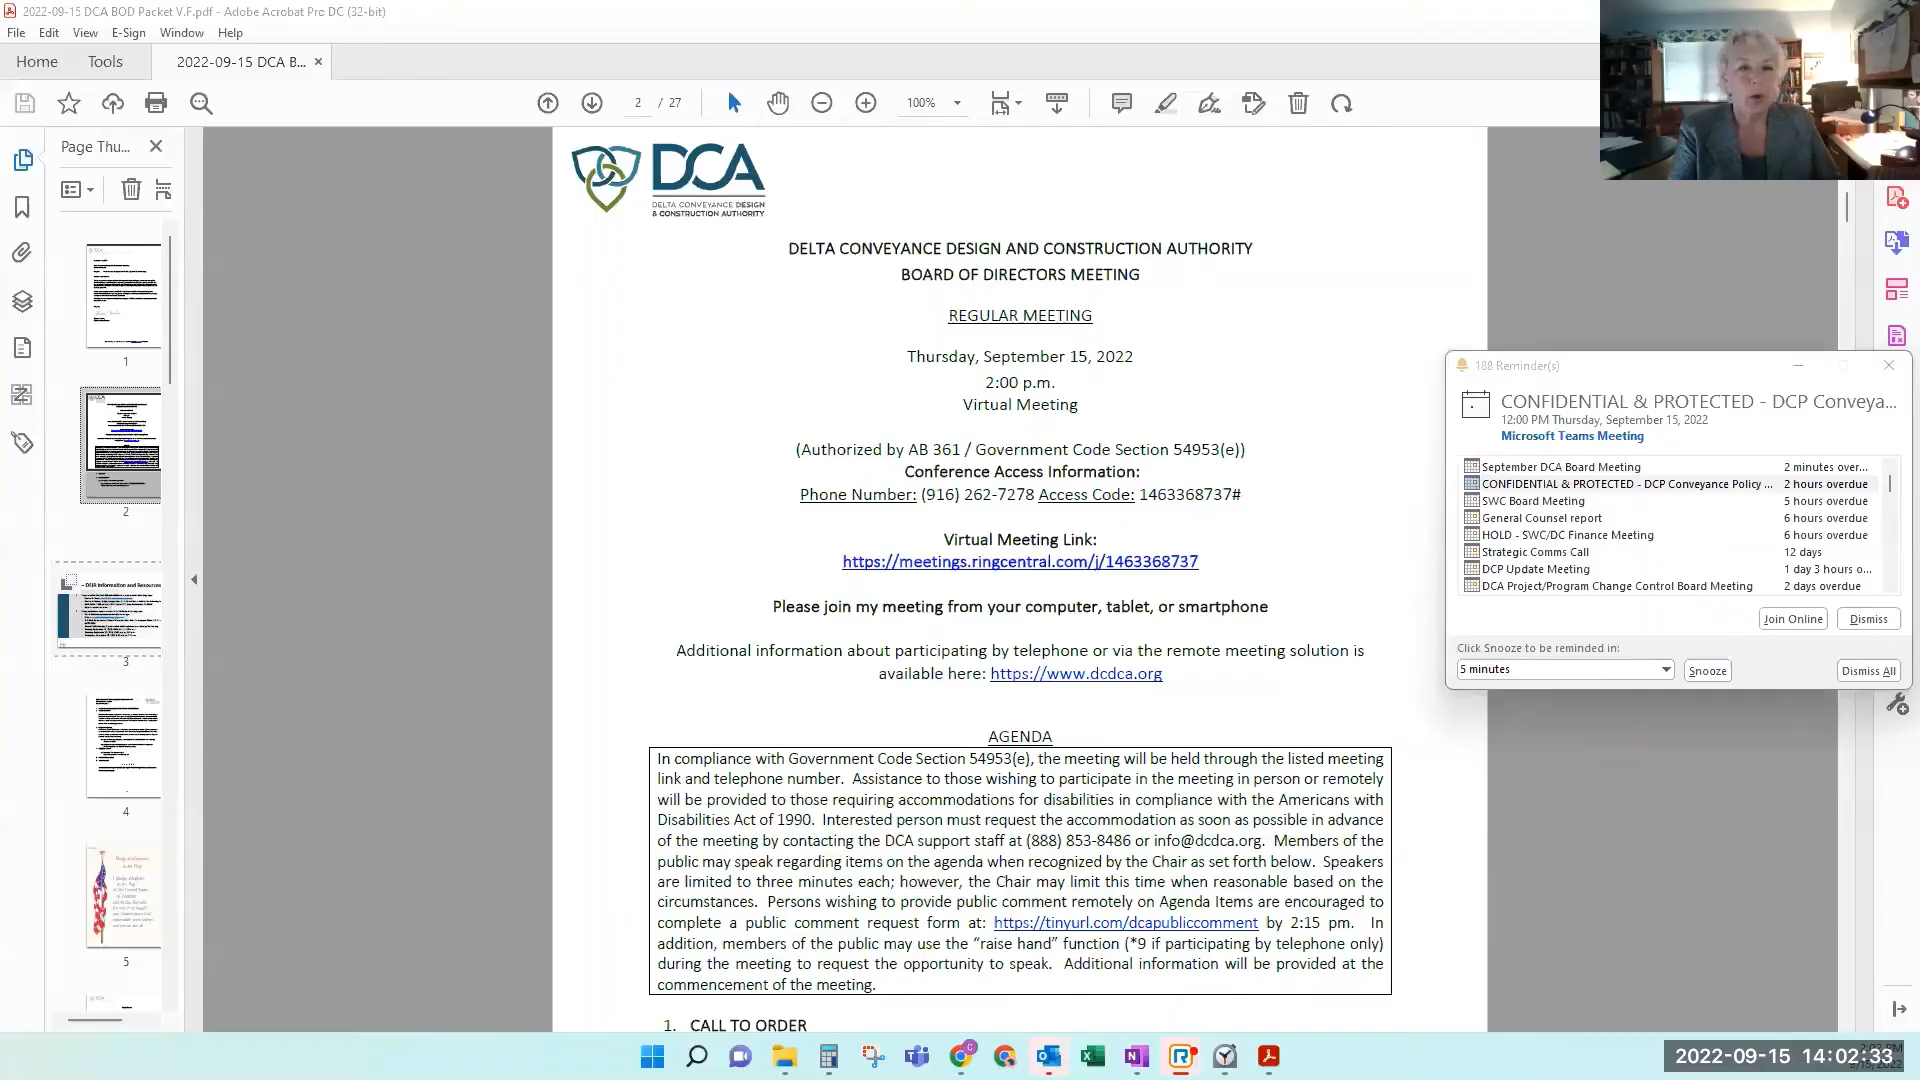 2022-09-15 DCA BOD Packet V.F.pdf - Adobe Acrobat Pro DC (32-bit)
File Edit View E-Sign Window Help
Home Tools 2022-09-15 DCA B...
2 / 27 100%
Page Thu...
1
2
3
4
5
DCA
DELTA CONVEYANCE DESIGN
& CONSTRUCTION AUTHORITY
DELTA CONVEYANCE DESIGN AND CONSTRUCTION AUTHORITY
BOARD OF DIRECTORS MEETING
REGULAR MEETING
Thursday, September 15, 2022
2:00 p.m.
Virtual Meeting
(Authorized by AB 361 / Government Code Section 54953(e))
Conference Access Information:
Phone Number: (916) 262-7278 Access Code: 1463368737#
Virtual Meeting Link:
https://meetings.ringcentral.com/j/1463368737
Please join my meeting from your computer, tablet, or smartphone
Additional information about participating by telephone or via the remote meeting solution is
available here: https://www.dcdca.org
AGENDA
In compliance with Government Code Section 54953(e), the meeting will be held through the listed meeting
link and telephone number. Assistance to those wishing to participate in the meeting in person or remotely
will be provided to those requiring accommodations for disabilities in compliance with the Americans with
Disabilities Act of 1990. Interested person must request the accommodation as soon as possible in advance
of the meeting by contacting the DCA support staff at (888) 853-8486 or info@dcdca.org. Members of the
public may speak regarding items on the agenda when recognized by the Chair as set forth below. Speakers
are limited to three minutes each; however, the Chair may limit this time when reasonable based on the
circumstances. Persons wishing to provide public comment remotely on Agenda Items are encouraged to
complete a public comment request form at: https://tinyurl.com/dcapubliccomment by 2:15 pm. In
addition, members of the public may use the “raise hand” function (*9 if participating by telephone only)
during the meeting to request the opportunity to speak. Additional information will be provided at the
commencement of the meeting.
1. CALL TO ORDER
188 Reminder(s)
CONFIDENTIAL & PROTECTED - DCP Conveya...
12:00 PM Thursday, September 15, 2022
Microsoft Teams Meeting
September DCA Board Meeting 2 minutes over...
CONFIDENTIAL & PROTECTED - DCP Conveyance Policy ... 2 hours overdue
SWC Board Meeting 5 hours overdue
General Counsel report 6 hours overdue
HOLD - SWC/DC Finance Meeting 6 hours overdue
Strategic Comms Call 12 days
DCP Update Meeting 1 day 3 hours o...
DCA Project/Program Change Control Board Meeting 2 days overdue
Join Online Dismiss
Click Snooze to be reminded in:
5 minutes Snooze Dismiss All
2022-09-15 14:02:33